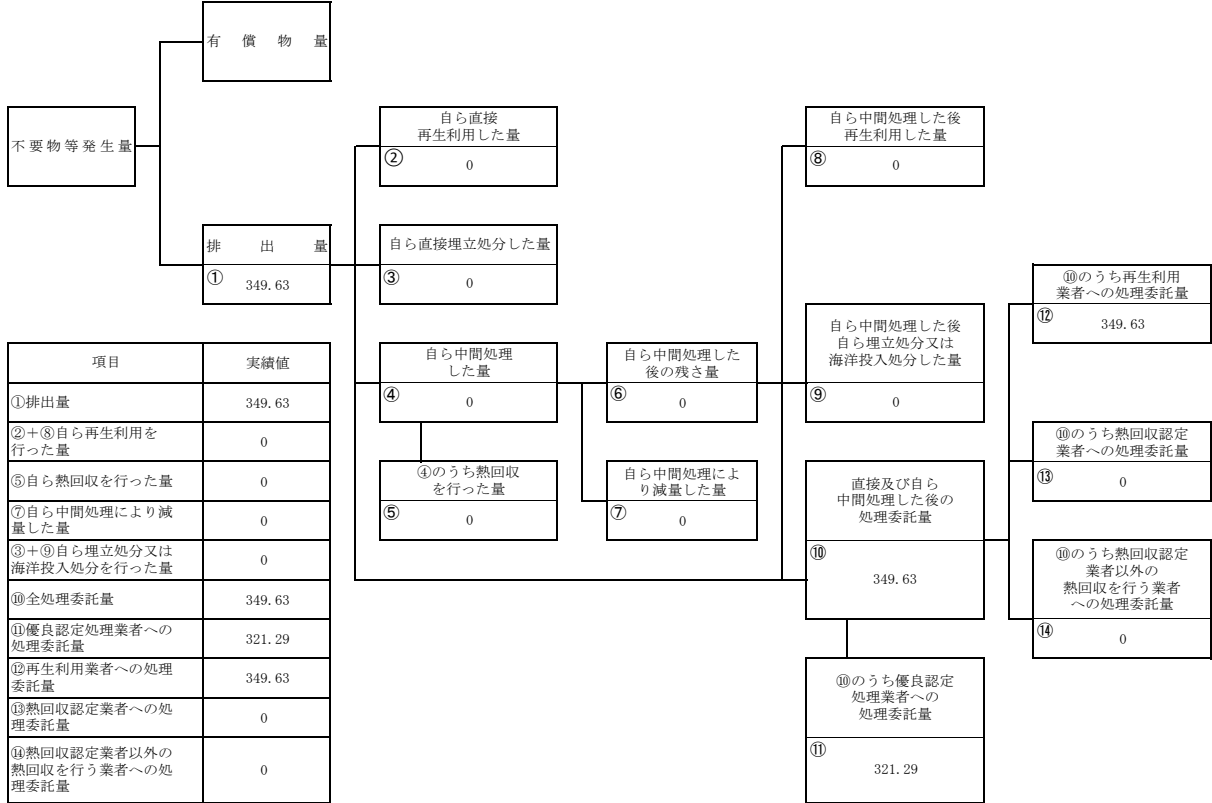 有償物量
不要物等発生量
排出量
① 349.63
自ら直接
再生利用した量
② 0
自ら直接埋立処分した量
③ 0
自ら中間処理
した量
④ 0
④のうち熱回収
を行った量
⑤ 0
自ら中間処理した
後の残さ量
⑥ 0
自ら中間処理によ
り減量した量
⑦ 0
自ら中間処理した後
再生利用した量
⑧ 0
自ら中間処理した後
自ら埋立処分又は
海洋投入処分した量
⑨ 0
直接及び自ら
中間処理した後の
処理委託量
⑩
349.63
⑩のうち優良認定
処理業者への
処理委託量
⑪
321.29
⑩のうち再生利用
業者への処理委託量
⑫ 349.63
⑩のうち熱回収認定
業者への処理委託量
⑬ 0
⑩のうち熱回収認定
業者以外の
熱回収を行う業者
への処理委託量
⑭ 0
項目 実績値
①排出量 349.63
②+⑧自ら再生利用を
行った量 0
⑤自ら熱回収を行った量 0
⑦自ら中間処理により減
量した量 0
③+⑨自ら埋立処分又は
海洋投入処分を行った量 0
⑩全処理委託量 349.63
⑪優良認定処理業者への
処理委託量 321.29
⑫再生利用業者への処理
委託量 349.63
⑬熱回収認定業者への処
理委託量 0
⑭熱回収認定業者以外の
熱回収を行う業者への処
理委託量 0